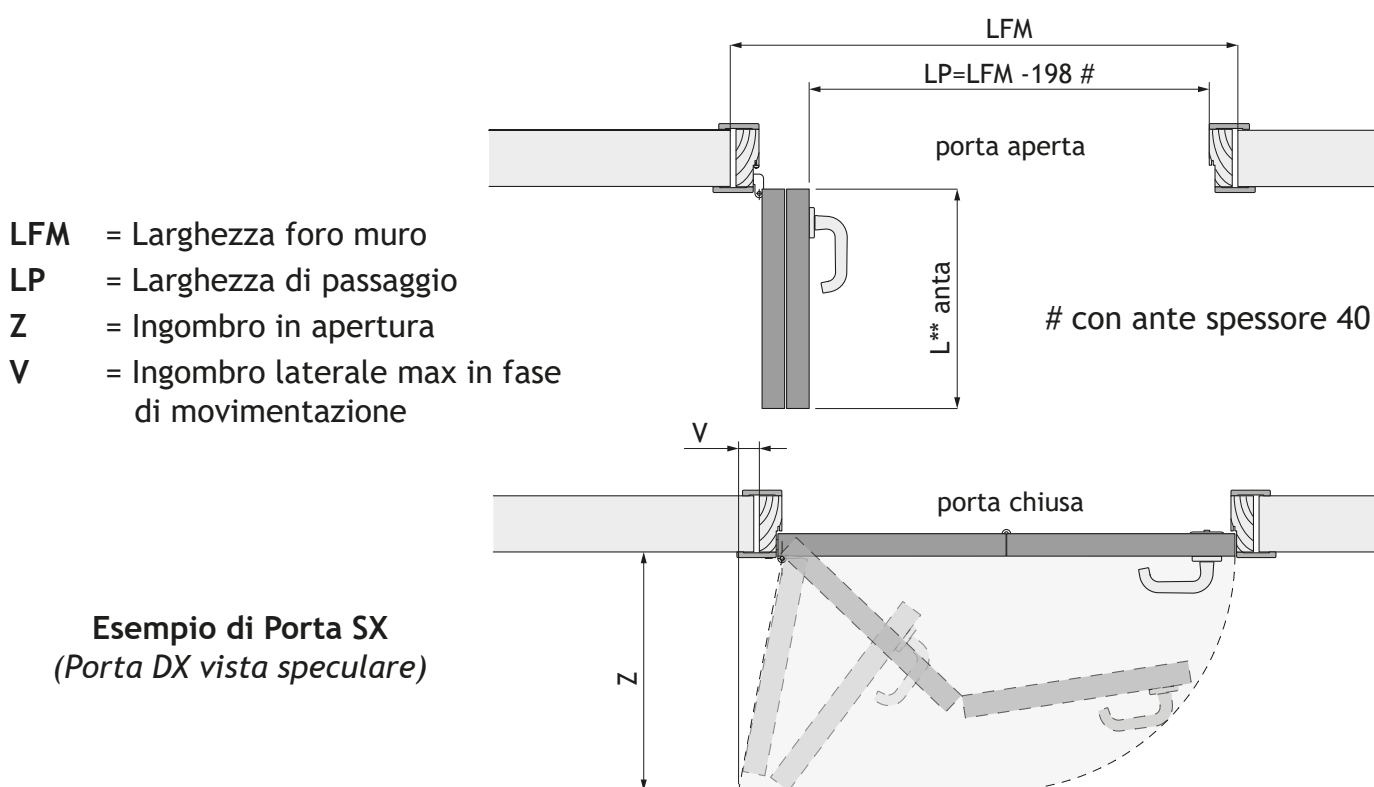 LFM
LP=LFM -198 #
porta aperta
LFM = Larghezza foro muro
LP = Larghezza di passaggio
Z = Ingombro in apertura
V = Ingombro laterale max in fase
di movimentazione
L** anta
# con ante spessore 40
V
porta chiusa
Z
Esempio di Porta SX
(Porta DX vista speculare)